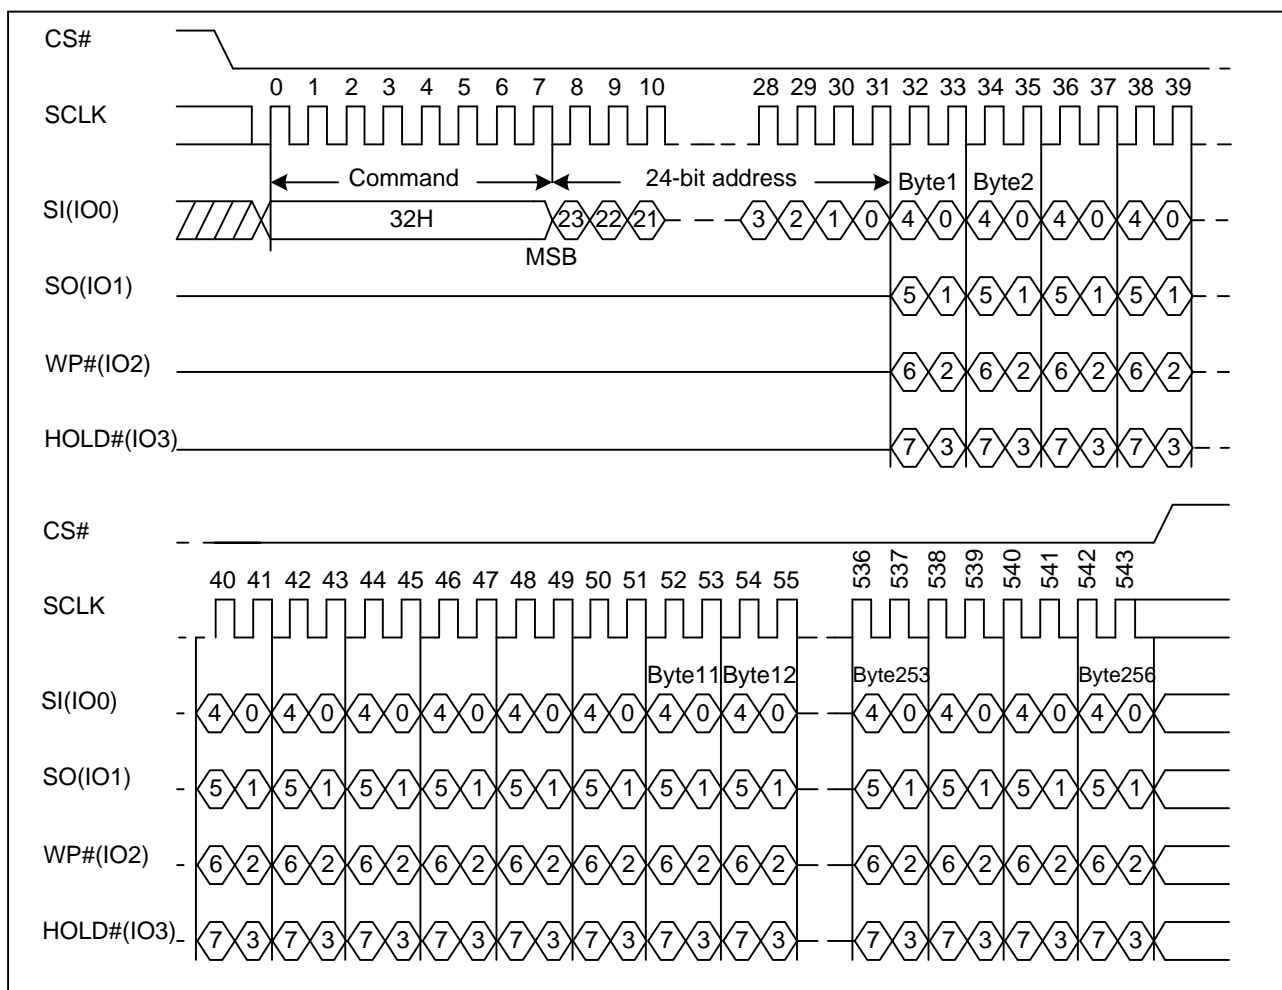 CS#
0 1 2 3 4 5 6 7 8 9 10 28 29 30 31 32 33 34 35 36 37 38 39
SCLK
Command 24-bit address Byte1 Byte2
SI(IO0) 32H 23 22 21 3 2 1 0 4 0 4 0 4 0 4 0
MSB
SO(IO1) 5 1 5 1 5 1 5 1
WP#(IO2) 6 2 6 2 6 2 6 2
HOLD#(IO3) 7 3 7 3 7 3 7 3
CS#
40 41 42 43 44 45 46 47 48 49 50 51 52 53 54 55 536 537 538 539 540 541 542 543
SCLK
Byte11 Byte12 Byte253 Byte256
SI(IO0) 4 0 4 0 4 0 4 0 4 0 4 0 4 0 4 0 4 0 4 0 4 0 4 0
SO(IO1) 5 1 5 1 5 1 5 1 5 1 5 1 5 1 5 1 5 1 5 1 5 1 5 1
WP#(IO2) 6 2 6 2 6 2 6 2 6 2 6 2 6 2 6 2 6 2 6 2 6 2 6 2
HOLD#(IO3) 7 3 7 3 7 3 7 3 7 3 7 3 7 3 7 3 7 3 7 3 7 3 7 3